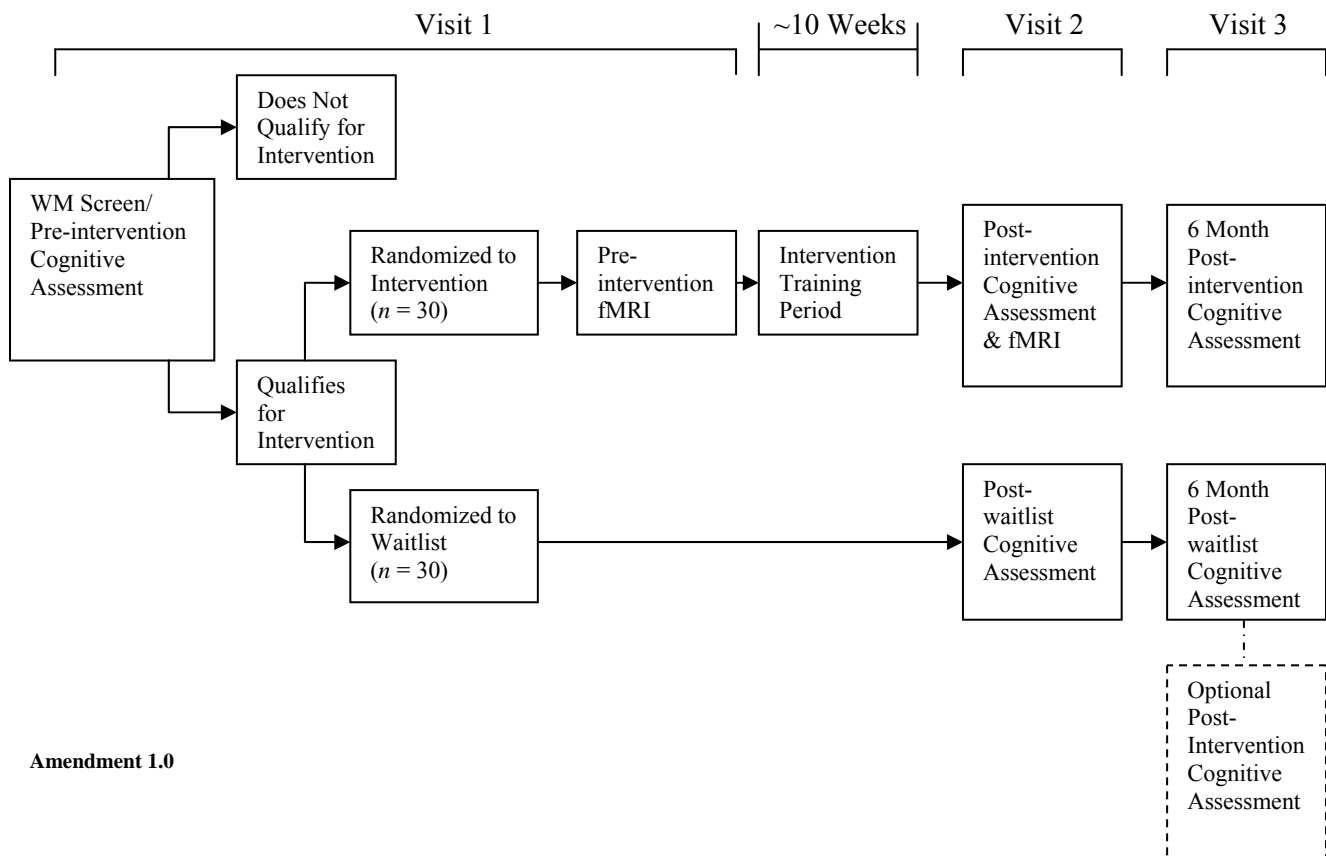 Visit 1
~10 Weeks
Visit 2
Visit 3
Does Not
Qualify for
Intervention
WM Screen/
Pre-intervention
Cognitive
Assessment
Randomized to
Intervention
(n = 30)
Pre-
intervention
fMRI
Intervention
Training
Period
Post-
intervention
Cognitive
Assessment
& fMRI
6 Month
Post-
intervention
Cognitive
Assessment
Qualifies
for
Intervention
Randomized to
Waitlist
(n = 30)
Post-
waitlist
Cognitive
Assessment
6 Month
Post-
waitlist
Cognitive
Assessment
Optional
Post-
Intervention
Cognitive
Assessment
Amendment 1.0